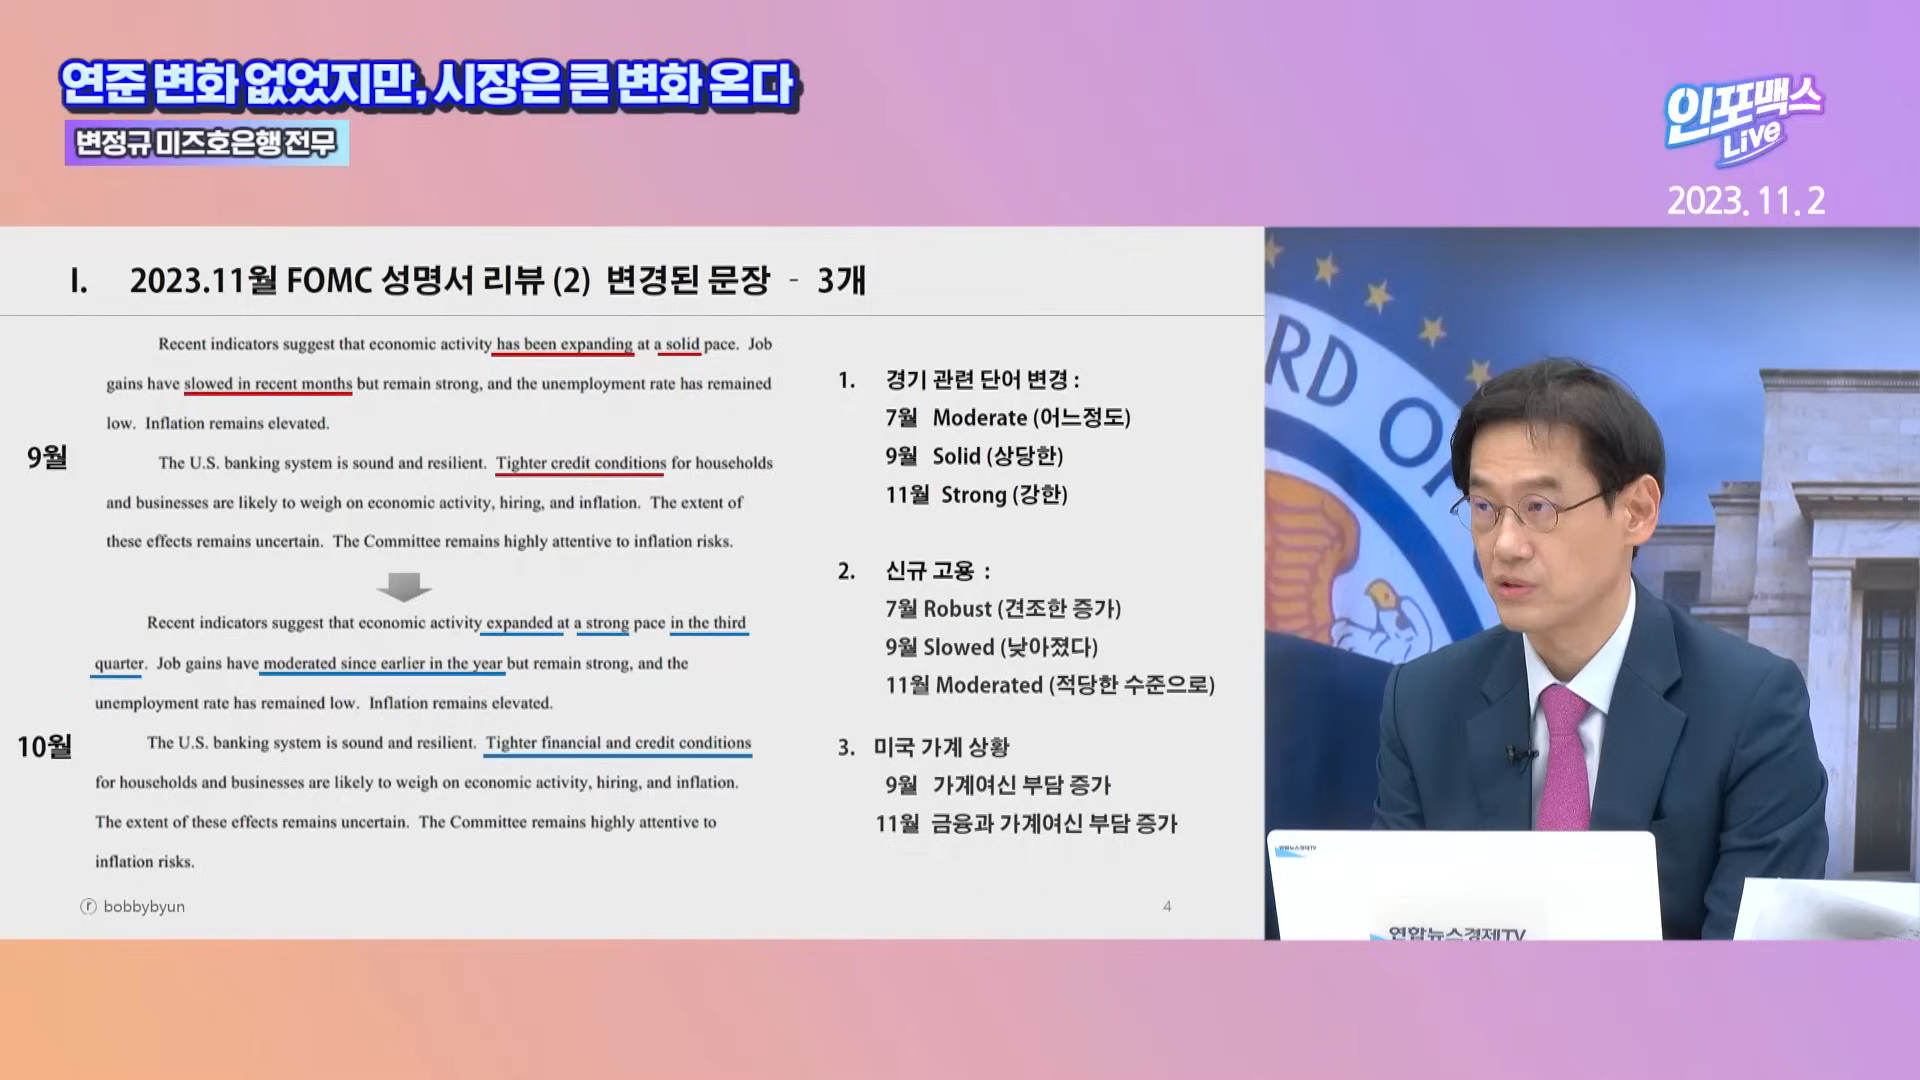 연준 변화 없었지만, 시장은 큰 변화 온다
변정규 미즈호은행 전무
인포맥스
Live
2023. 11. 2
I. 2023.11월 FOMC 성명서 리뷰 (2) 변경된 문장 - 3개
9월
Recent indicators suggest that economic activity has been expanding at a solid pace. Job
gains have slowed in recent months but remain strong, and the unemployment rate has remained
low. Inflation remains elevated.
The U.S. banking system is sound and resilient. Tighter credit conditions for households
and businesses are likely to weigh on economic activity, hiring, and inflation. The extent of
these effects remains uncertain. The Committee remains highly attentive to inflation risks.
10월
Recent indicators suggest that economic activity expanded at a strong pace in the third
quarter. Job gains have moderated since earlier in the year but remain strong, and the
unemployment rate has remained low. Inflation remains elevated.
The U.S. banking system is sound and resilient. Tighter financial and credit conditions
for households and businesses are likely to weigh on economic activity, hiring, and inflation.
The extent of these effects remains uncertain. The Committee remains highly attentive to
inflation risks.
1. 경기 관련 단어 변경 :
7월 Moderate (어느정도)
9월 Solid (상당한)
11월 Strong (강한)
2. 신규 고용 :
7월 Robust (견조한 증가)
9월 Slowed (낮아졌다)
11월 Moderated (적당한 수준으로)
3. 미국 가계 상황
9월 가계여신 부담 증가
11월 금융과 가계여신 부담 증가
ⓡ bobbybyun
4
RD OF
연합뉴스경제TV
연합뉴스경제TV